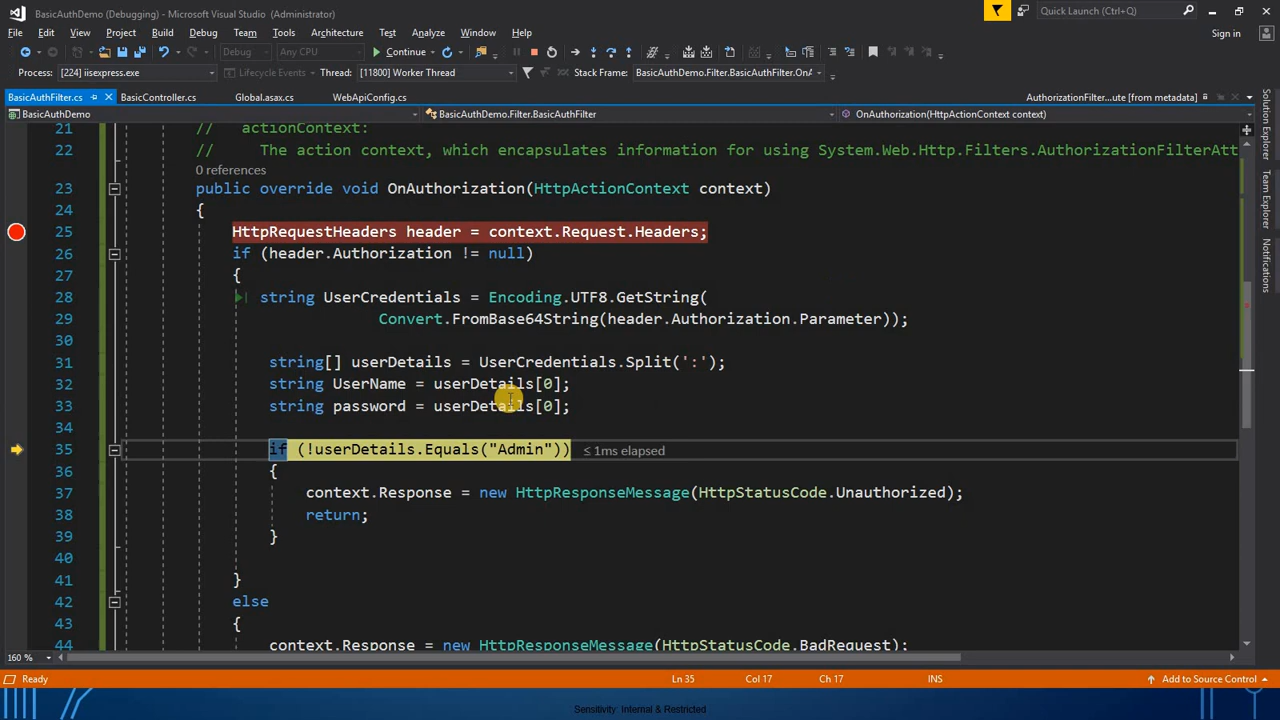 BasicAuthDemo (Debugging) - Microsoft Visual Studio (Administrator)
Quick Launch (Ctrl+Q)
File Edit View Project Build Debug Team Tools Architecture Test Analyze Window Help
Sign in
Debug Any CPU Continue
Process: [224] iisexpress.exe Lifecycle Events Thread: [11800] Worker Thread Stack Frame: BasicAuthDemo.Filter.BasicAuthFilter.OnA
BasicAuthFilter.cs BasicController.cs Global.asax.cs WebApiConfig.cs AuthorizationFilter...ute [from metadata]
BasicAuthDemo BasicAuthDemo.Filter.BasicAuthFilter OnAuthorization(HttpActionContext context)
21 // actionContext:
22 // The action context, which encapsulates information for using System.Web.Http.Filters.AuthorizationFilterAtt
0 references
23 public override void OnAuthorization(HttpActionContext context)
24 {
25 HttpRequestHeaders header = context.Request.Headers;
26 if (header.Authorization != null)
27 {
28 string UserCredentials = Encoding.UTF8.GetString(
29 Convert.FromBase64String(header.Authorization.Parameter));
30
31 string[] userDetails = UserCredentials.Split(':');
32 string UserName = userDetails[0];
33 string password = userDetails[0];
34
35 if (!userDetails.Equals("Admin")) ≤ 1ms elapsed
36 {
37 context.Response = new HttpResponseMessage(HttpStatusCode.Unauthorized);
38 return;
39 }
40
41 }
42 else
43 {
44 context.Response = new HttpResponseMessage(HttpStatusCode.BadRequest);
Solution Explorer
Team Explorer
Notifications
160 %
Ready Ln 35 Col 17 Ch 17 INS Add to Source Control
Sensitivity: Internal & Restricted